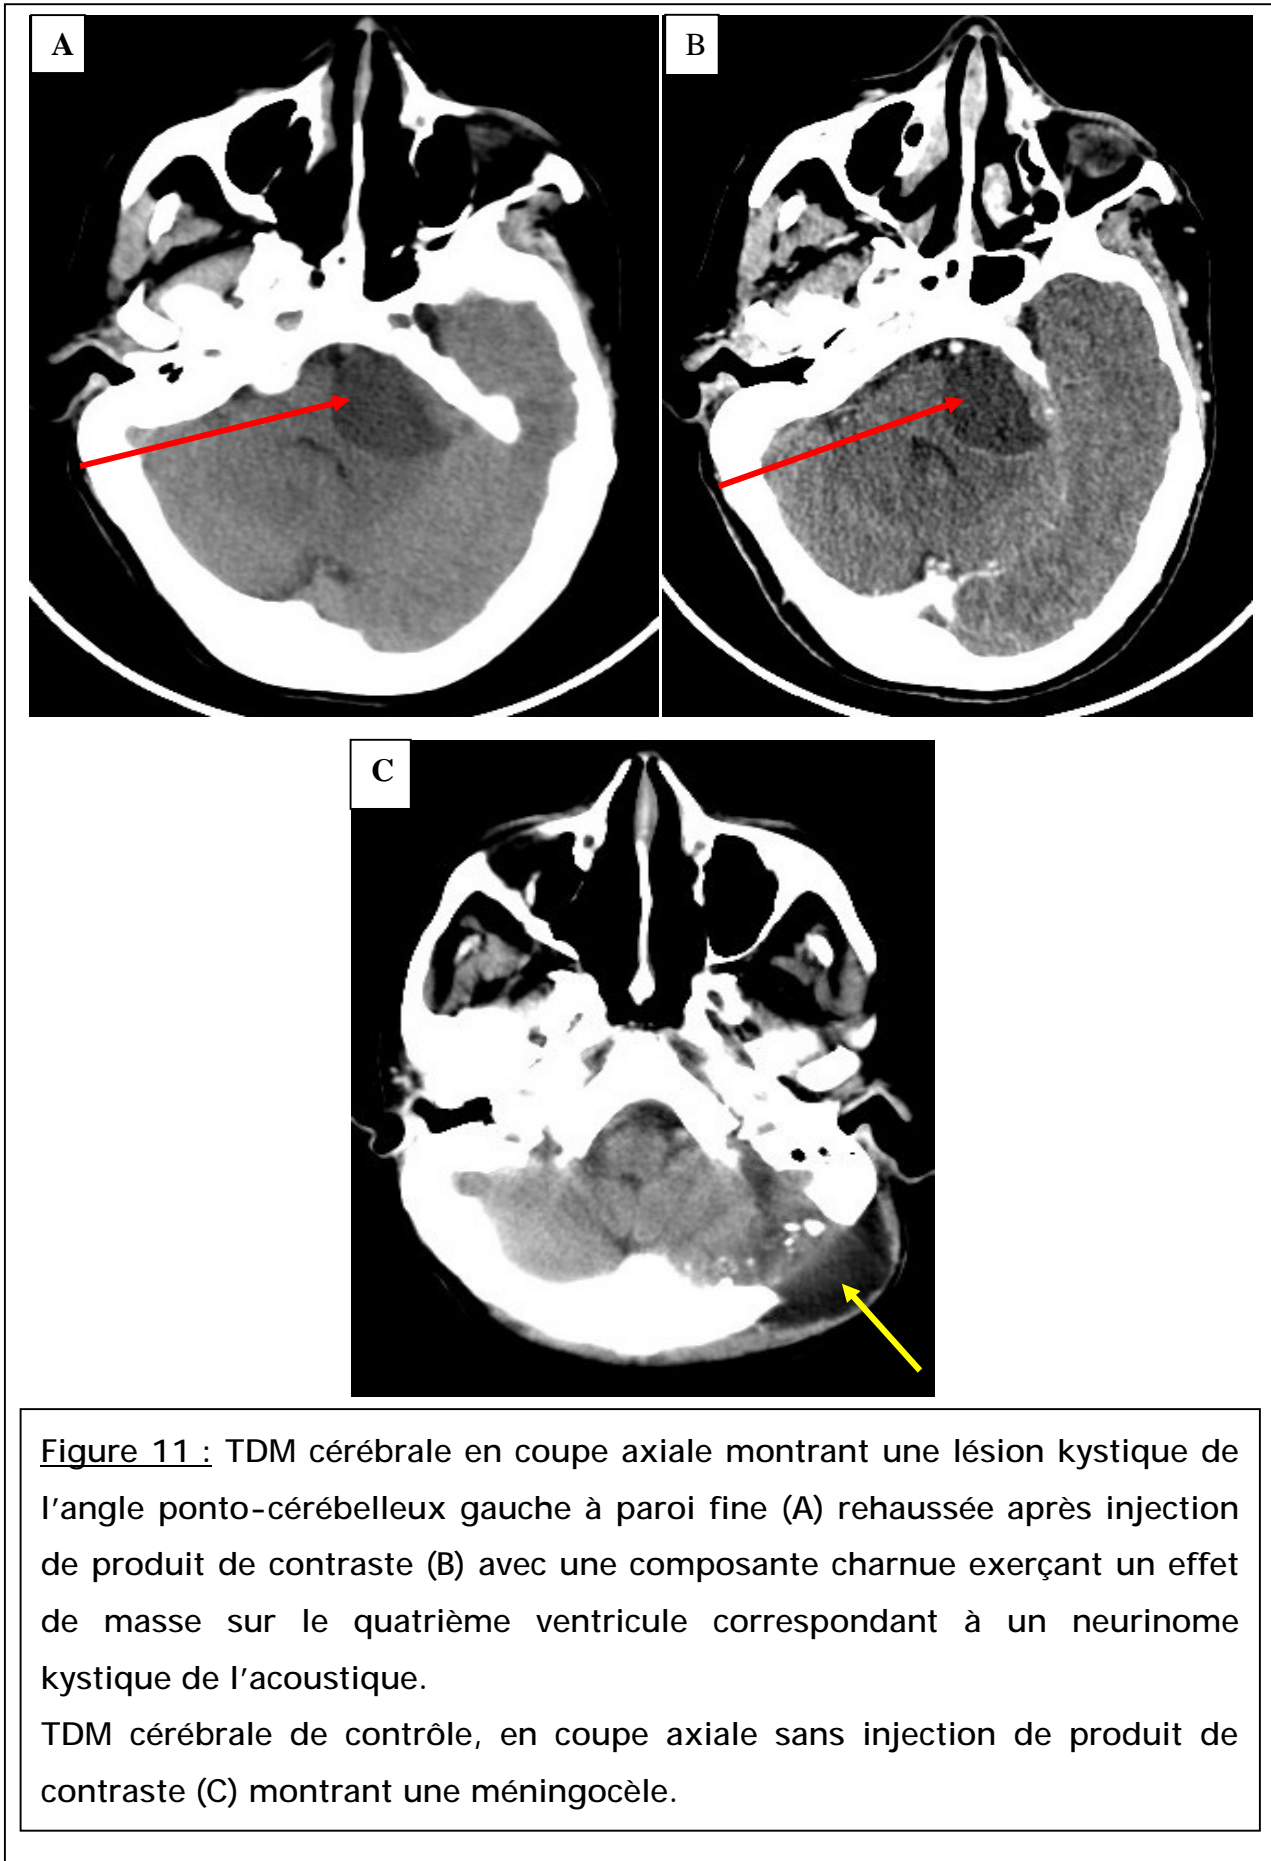 A
B
C
Figure 11 : TDM cérébrale en coupe axiale montrant une lésion kystique de
l’angle ponto-cérébelleux gauche à paroi fine (A) rehaussée après injection
de produit de contraste (B) avec une composante charnue exerçant un effet
de masse sur le quatrième ventricule correspondant à un neurinome
kystique de l’acoustique.
TDM cérébrale de contrôle, en coupe axiale sans injection de produit de
contraste (C) montrant une méningocèle.